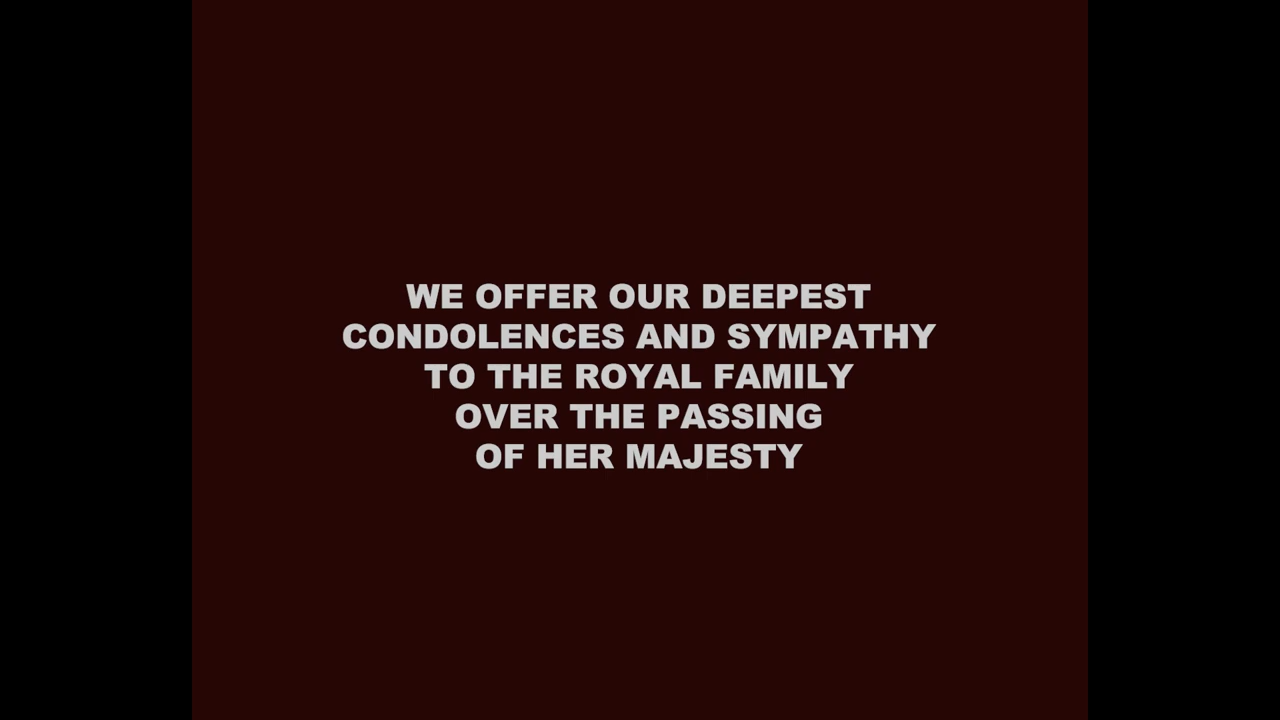 WE OFFER OUR DEEPEST
CONDOLENCES AND SYMPATHY
TO THE ROYAL FAMILY
OVER THE PASSING
OF HER MAJESTY